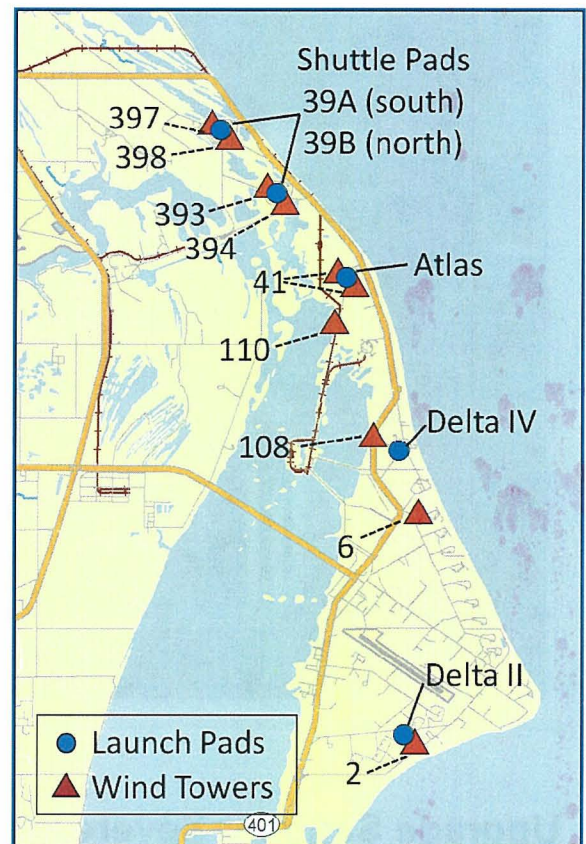 Shuttle Pads
39A (south)
39B (north)
397
398
393
394
41
Atlas
110
108
Delta IV
6
Delta II
2
Launch Pads
Wind Towers
401